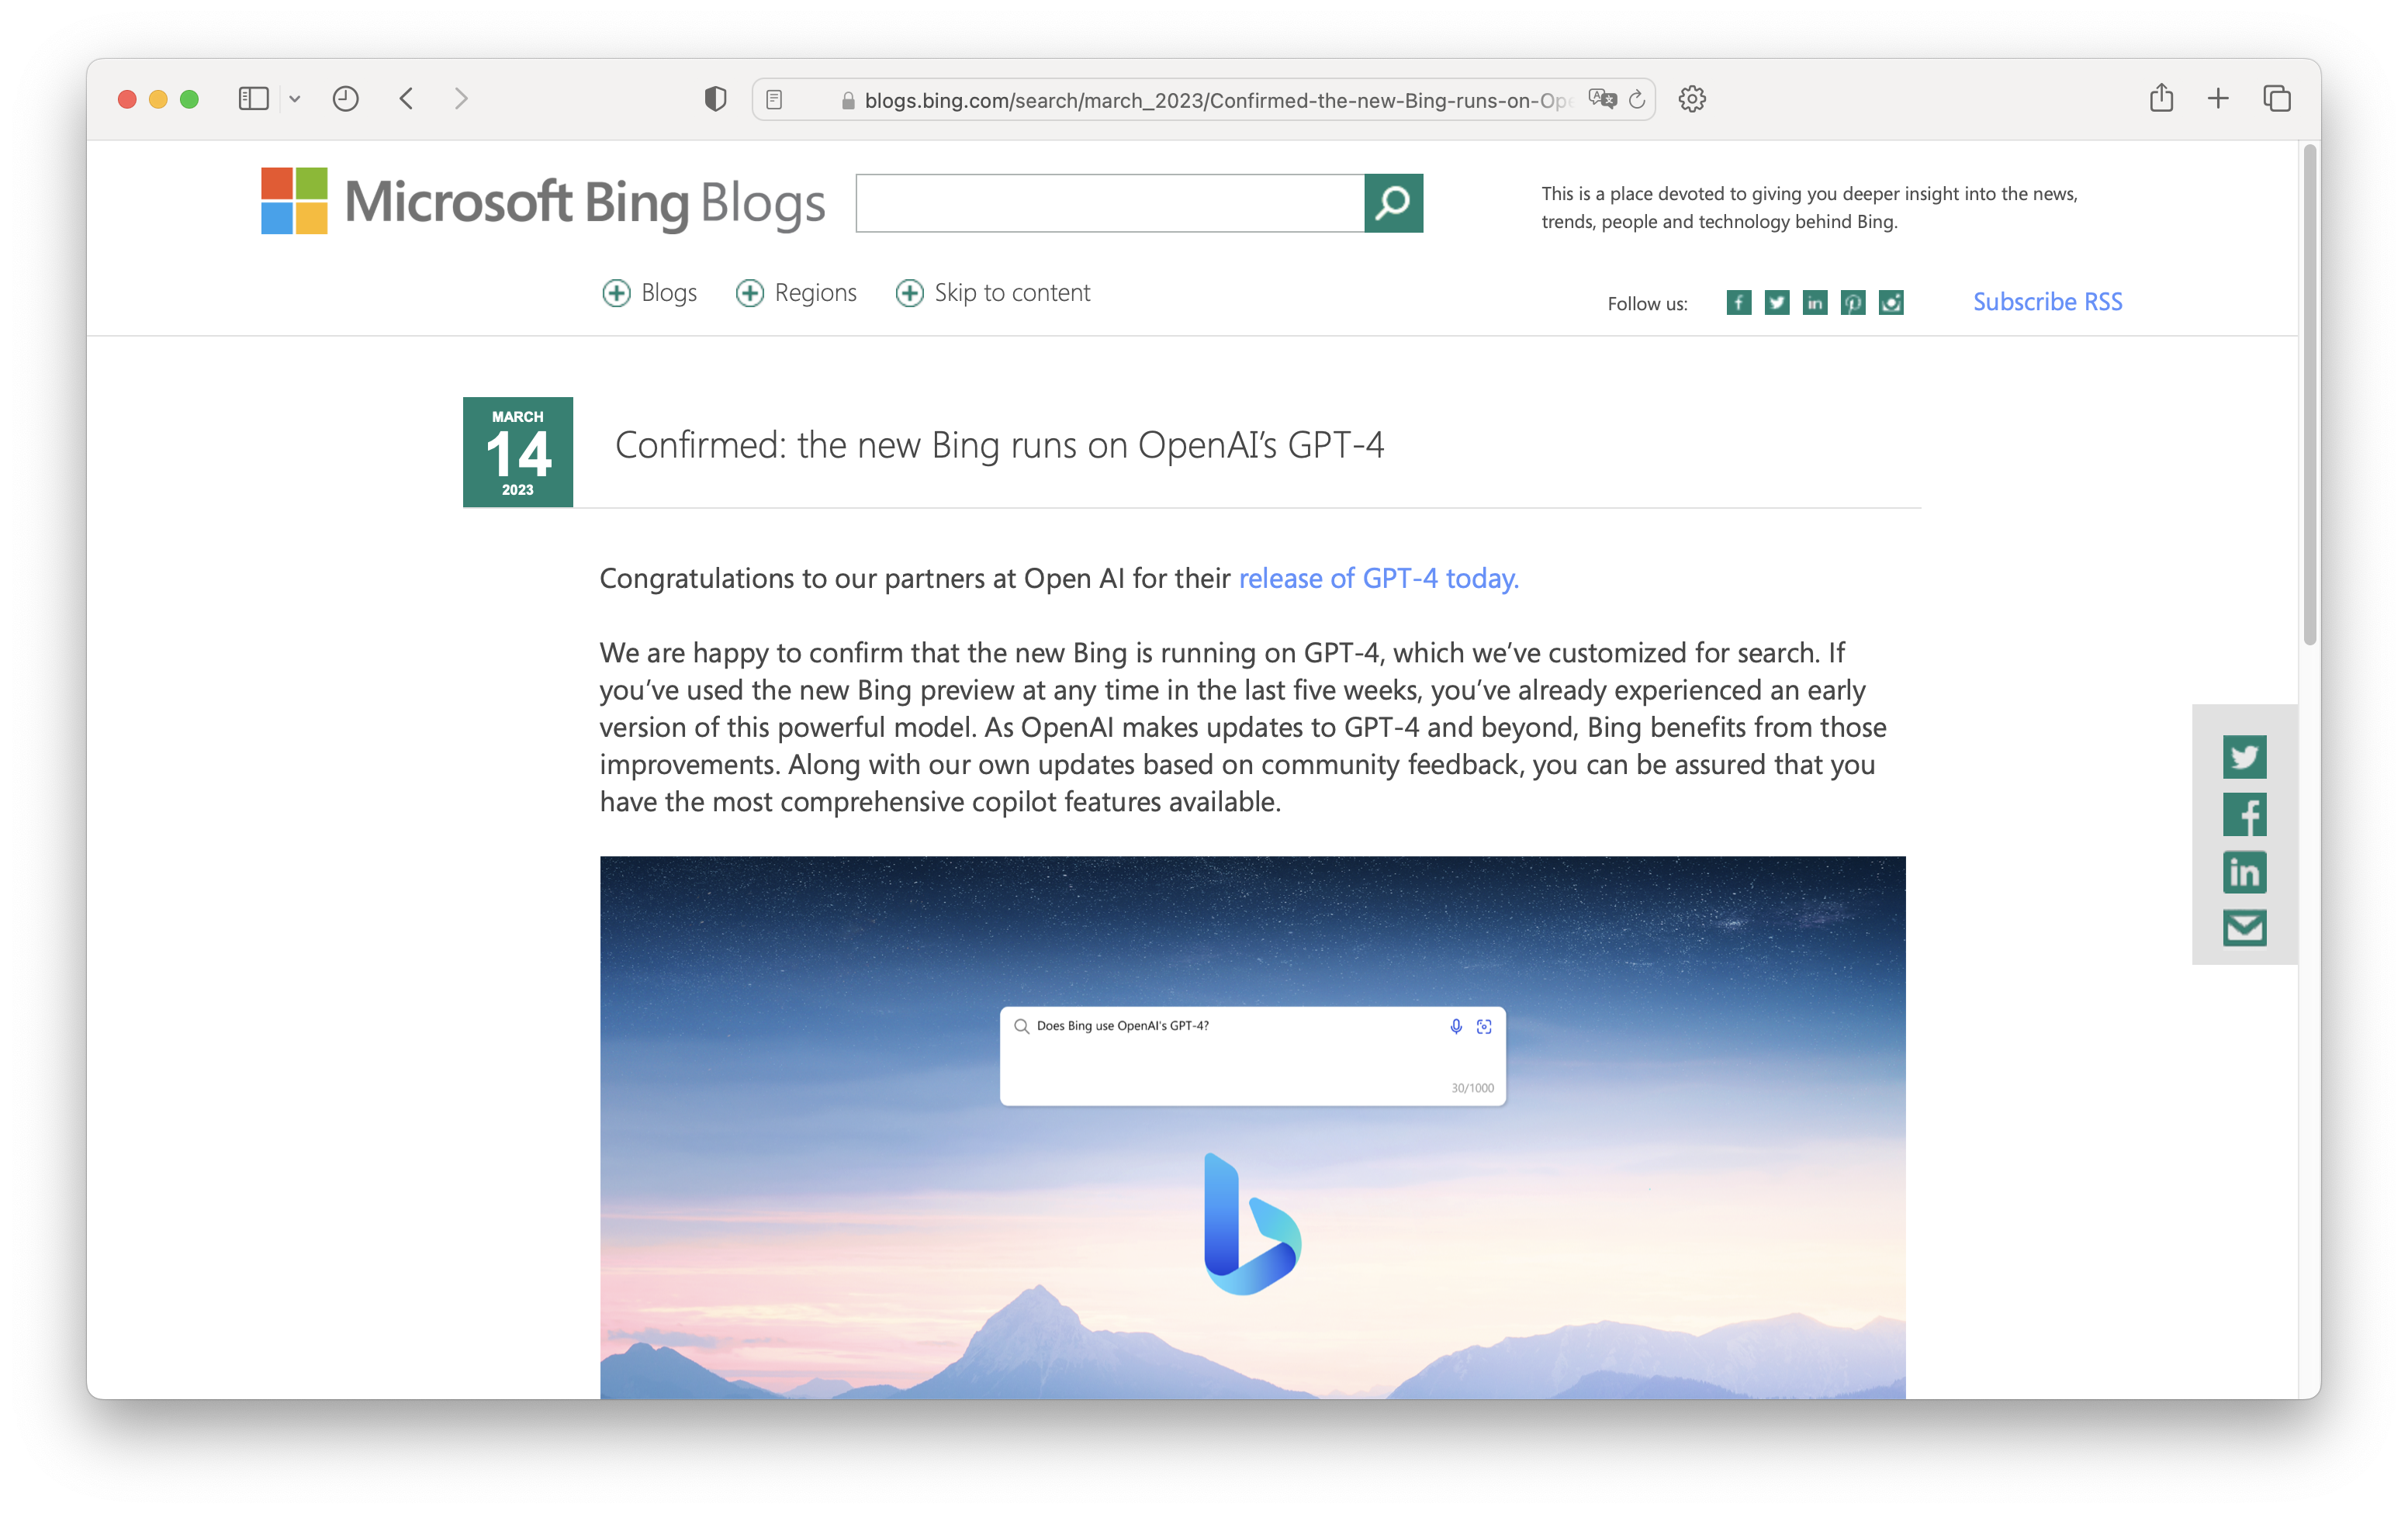 blogs.bing.com/search/march_2023/Confirmed-the-new-Bing-runs-on-Ope
Microsoft Bing Blogs
This is a place devoted to giving you deeper insight into the news,
trends, people and technology behind Bing.
Blogs
Regions
Skip to content
Follow us:
Subscribe RSS
MARCH
14
2023
Confirmed: the new Bing runs on OpenAI’s GPT-4
Congratulations to our partners at Open AI for their release of GPT-4 today.
We are happy to confirm that the new Bing is running on GPT-4, which we’ve customized for search. If
you’ve used the new Bing preview at any time in the last five weeks, you’ve already experienced an early
version of this powerful model. As OpenAI makes updates to GPT-4 and beyond, Bing benefits from those
improvements. Along with our own updates based on community feedback, you can be assured that you
have the most comprehensive copilot features available.
Does Bing use OpenAI's GPT-4?
30/1000